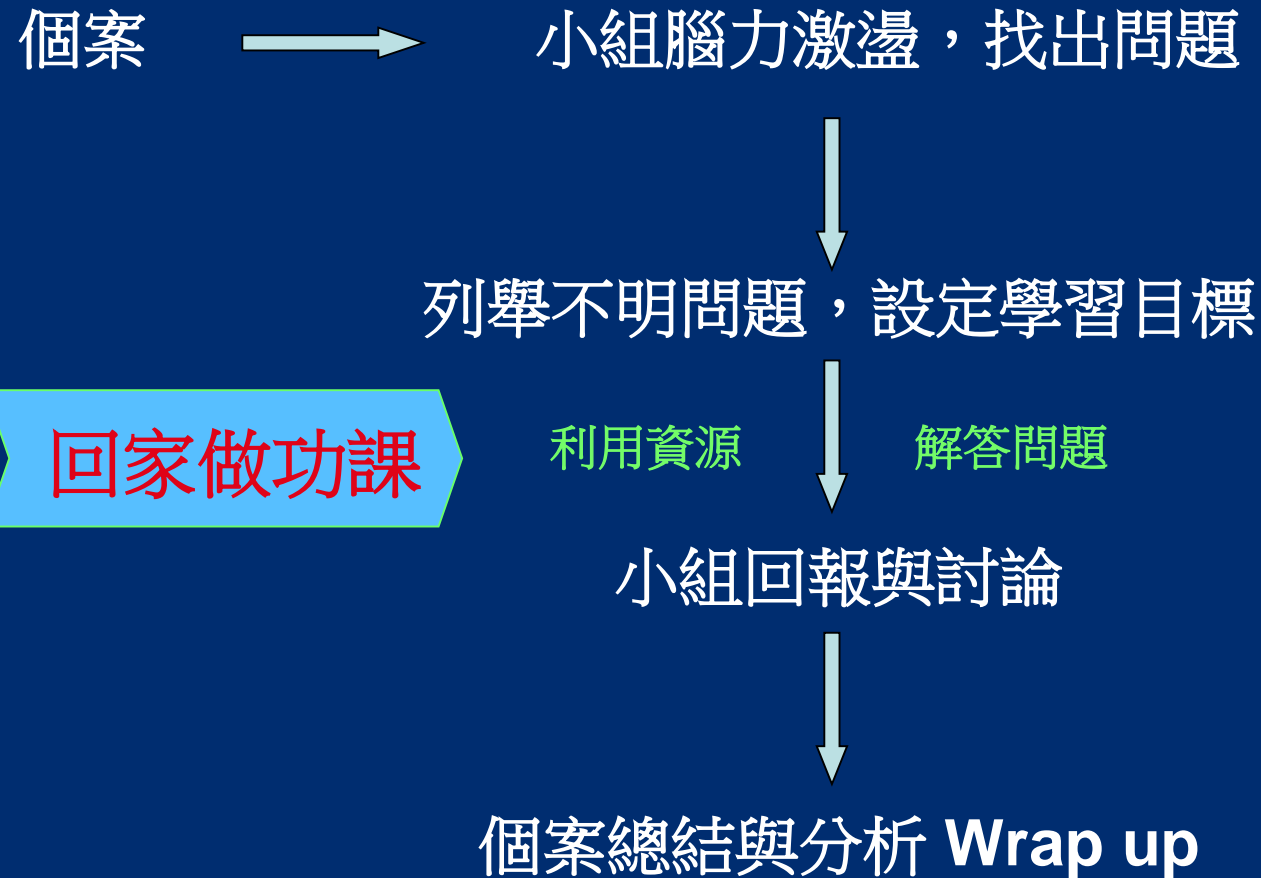 個案
小組腦力激盪，找出問題
列舉不明問題，設定學習目標
回家做功課
利用資源
解答問題
小組回報與討論
個案總結與分析 Wrap up